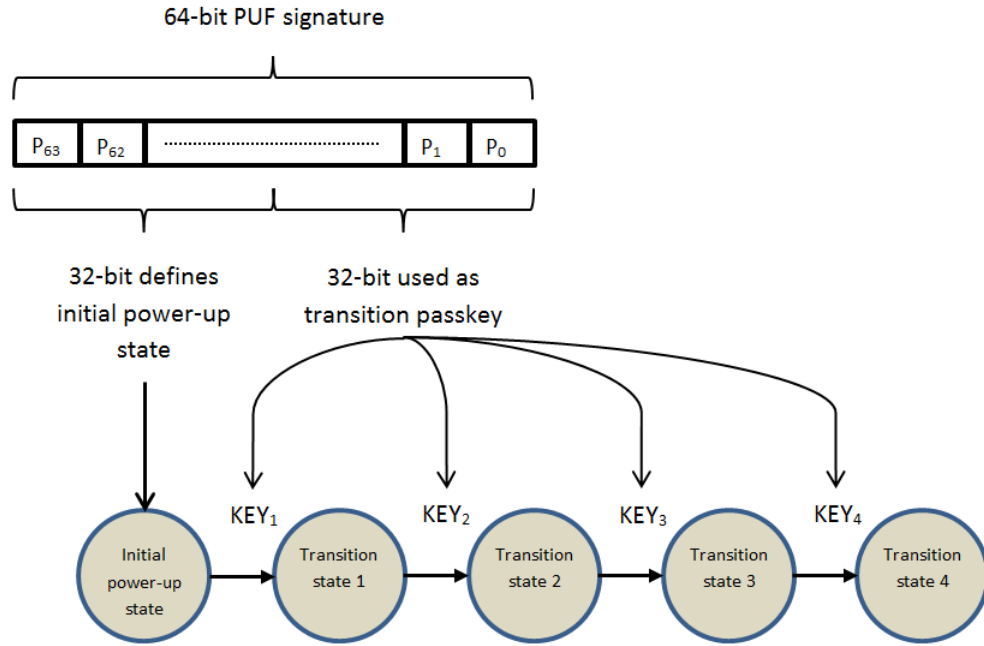 64-bit PUF signature
P63 P62 ........................................ P1 P0
32-bit defines
initial power-up
state
32-bit used as
transition passkey
KEY1 KEY2 KEY3 KEY4
Initial
power-up
state
Transition
state 1
Transition
state 2
Transition
state 3
Transition
state 4